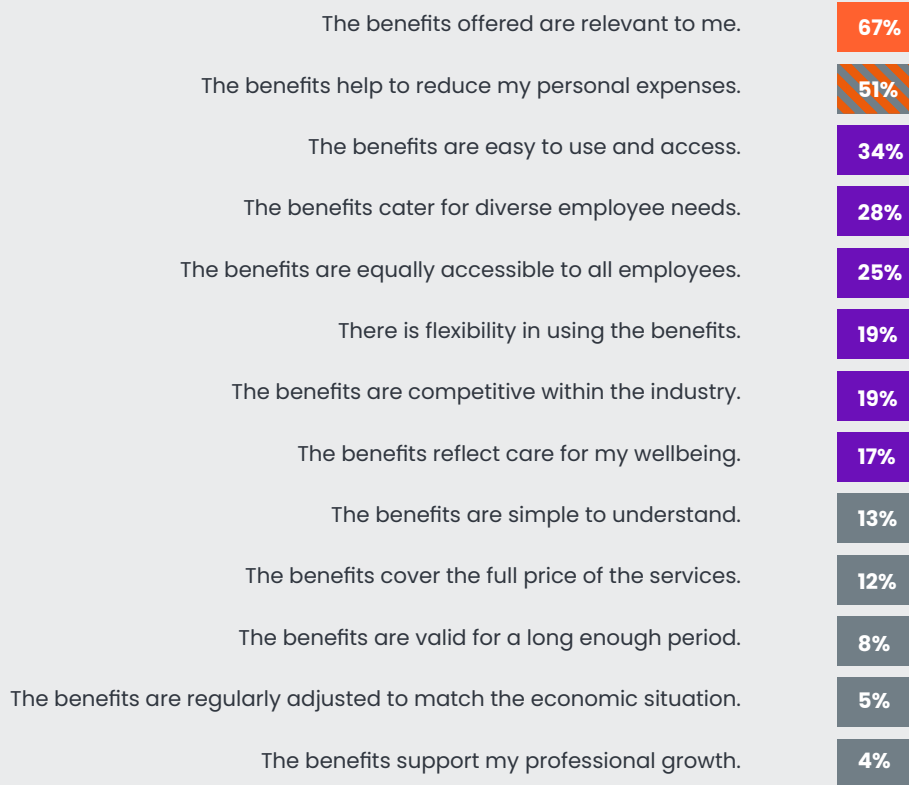 The benefits offered are relevant to me. 67%
The benefits help to reduce my personal expenses. 51%
The benefits are easy to use and access. 34%
The benefits cater for diverse employee needs. 28%
The benefits are equally accessible to all employees. 25%
There is flexibility in using the benefits. 19%
The benefits are competitive within the industry. 19%
The benefits reflect care for my wellbeing. 17%
The benefits are simple to understand. 13%
The benefits cover the full price of the services. 12%
The benefits are valid for a long enough period. 8%
The benefits are regularly adjusted to match the economic situation. 5%
The benefits support my professional growth. 4%